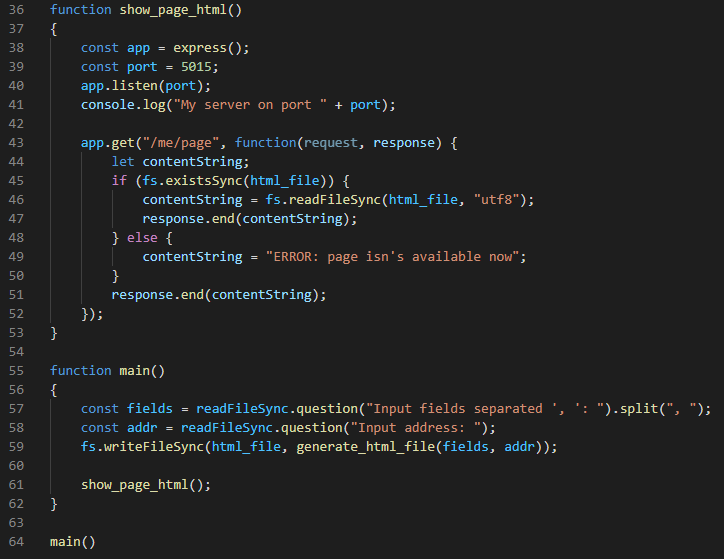 36 function show_page_html()
37 {
38     const app = express();
39     const port = 5015;
40     app.listen(port);
41     console.log("My server on port " + port);
42
43     app.get("/me/page", function(request, response) {
44         let contentString;
45         if (fs.existsSync(html_file)) {
46             contentString = fs.readFileSync(html_file, "utf8");
47             response.end(contentString);
48         } else {
49             contentString = "ERROR: page isn's available now";
50         }
51         response.end(contentString);
52     });
53 }
54
55 function main()
56 {
57     const fields = readFileSync.question("Input fields separated ', ': ").split(", ");
58     const addr = readFileSync.question("Input address: ");
59     fs.writeFileSync(html_file, generate_html_file(fields, addr));
60
61     show_page_html();
62 }
63
64 main()